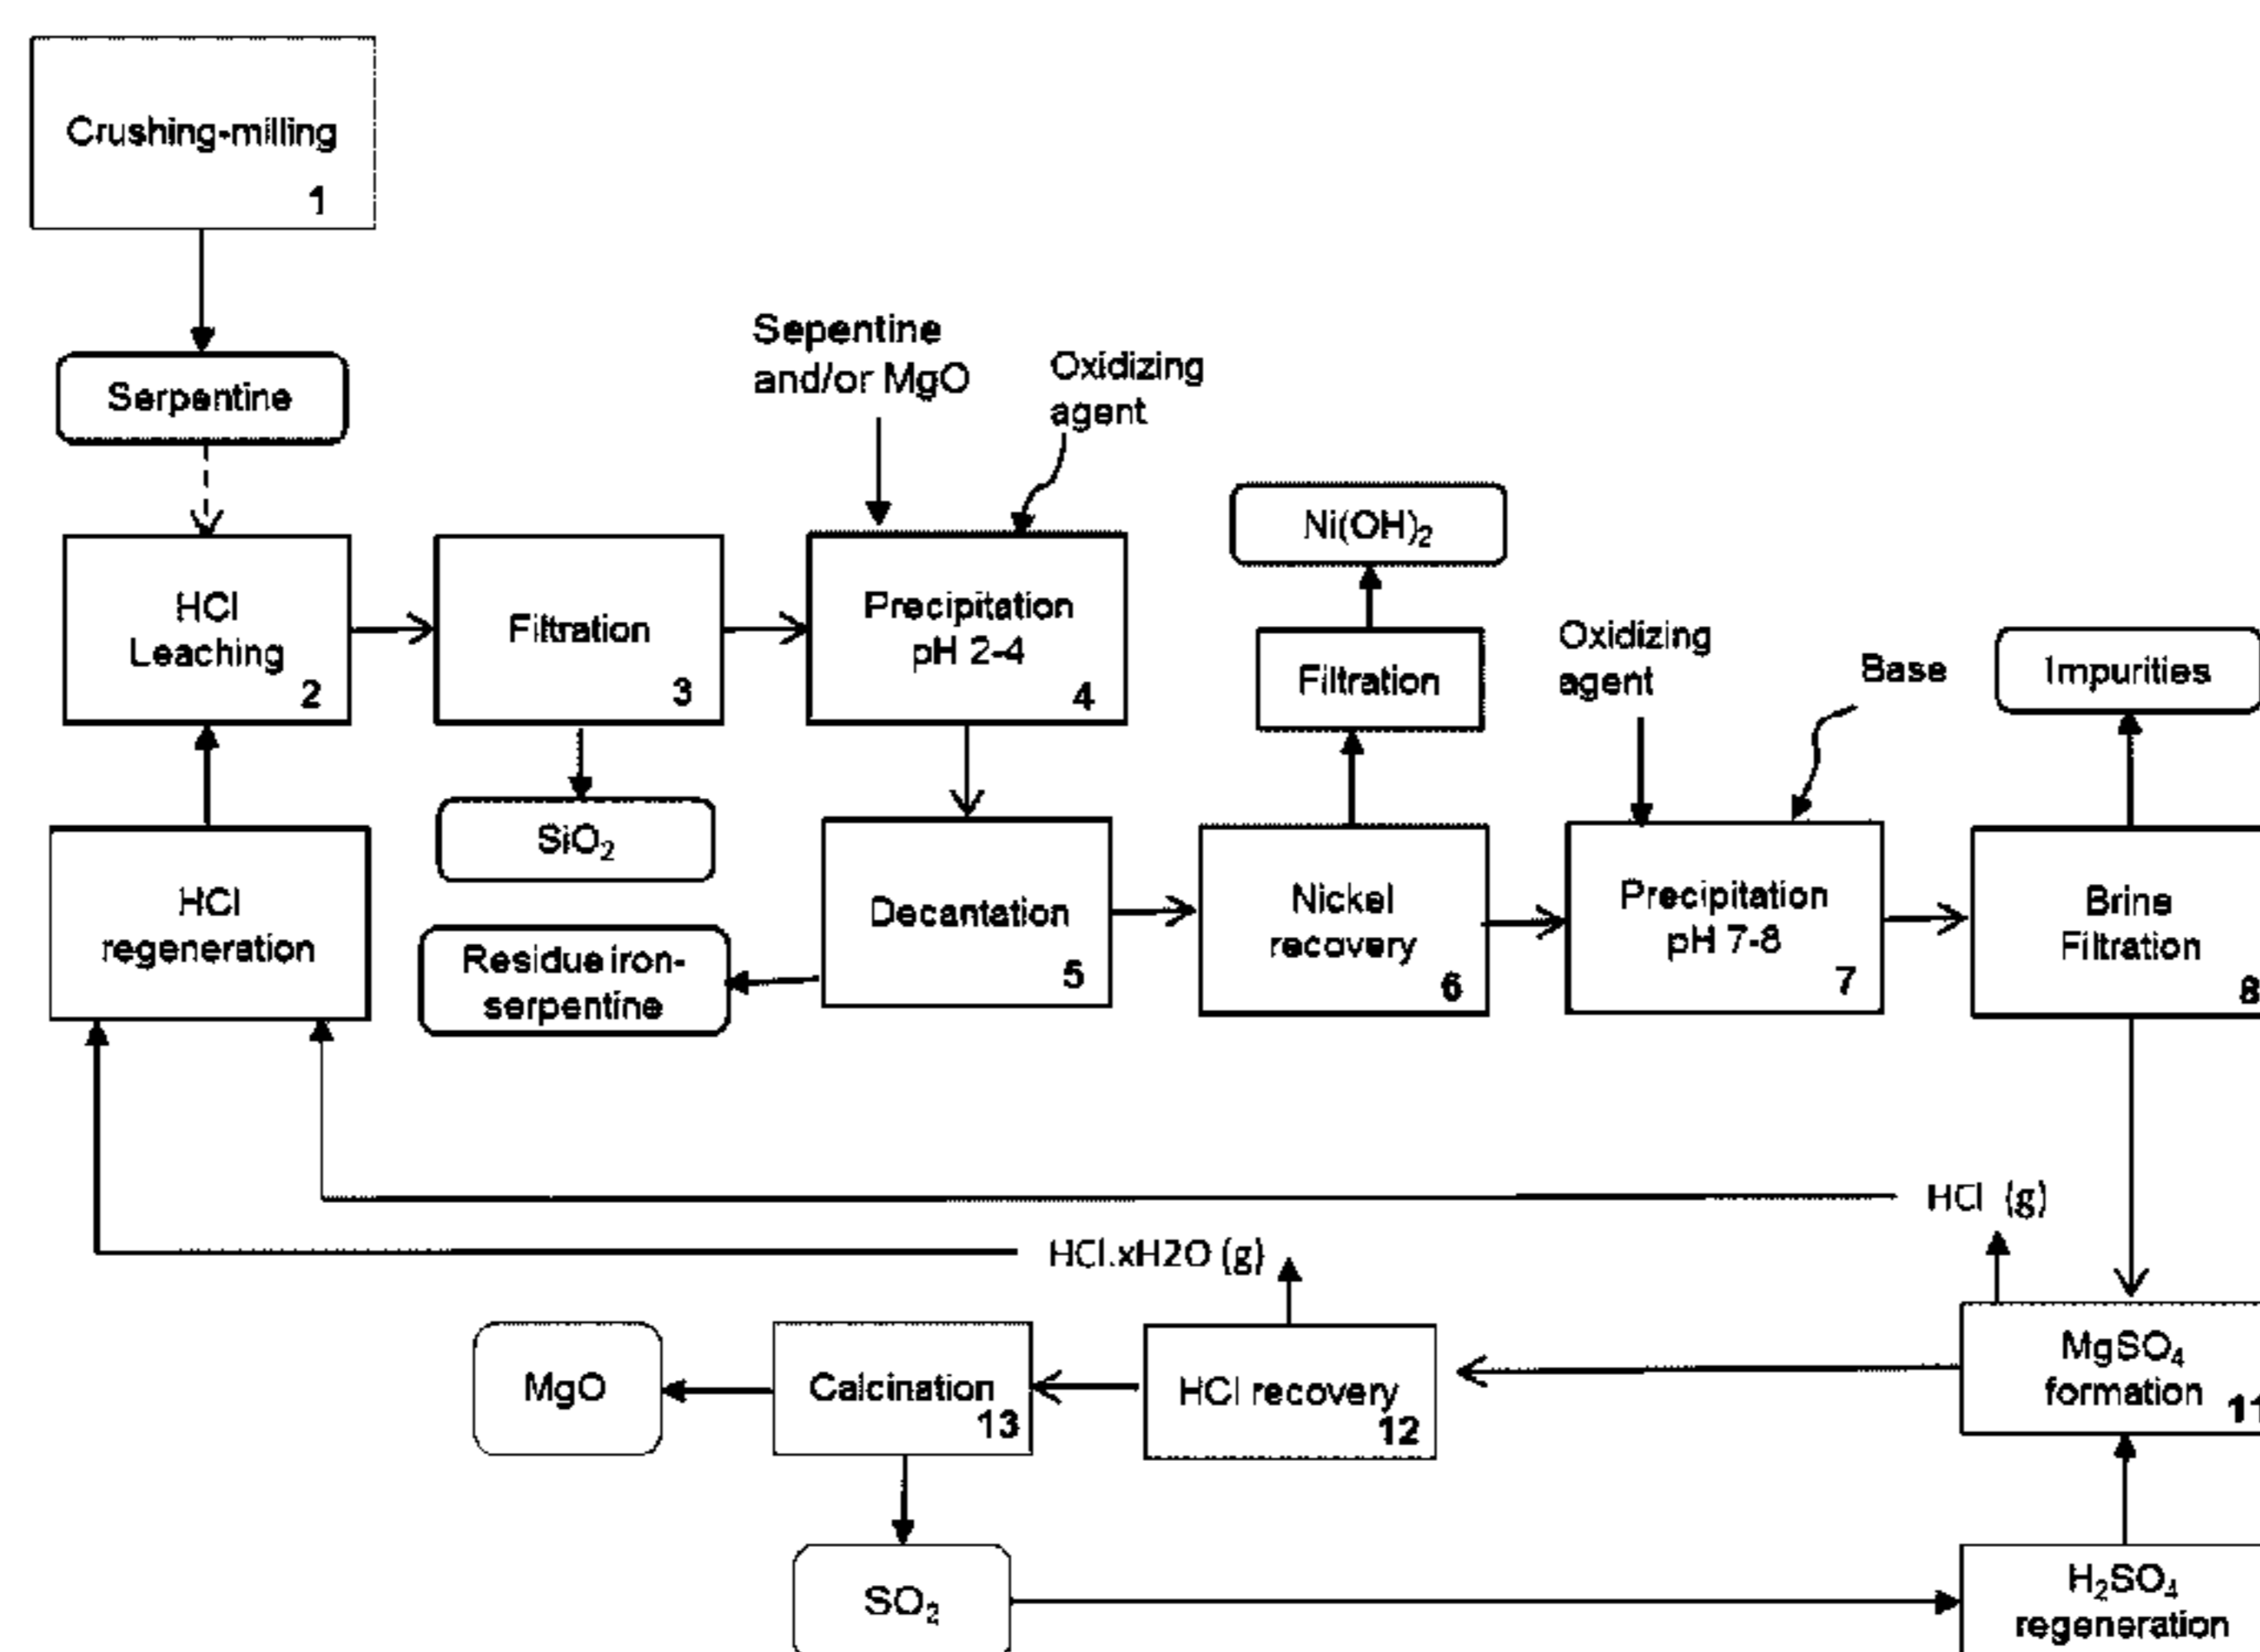 Crushing-milling
1
Serpentine
Sepentine
and/or MgO
Oxidizing
agent
HCl
Leaching
2
Filtration
3
Precipitation
pH 2-4
4
Ni(OH)₂
Filtration
Oxidizing
agent
Base
Impurities
HCl
regeneration
SiO₂
Residue iron-
serpentine
Decantation
5
Nickel
recovery
6
Precipitation
pH 7-8
7
Brine
Filtration
8
HCl (g)
HCl.xH2O (g)
MgO
Calcination
13
HCl recovery
12
MgSO₄
formation
11
SO₂
H₂SO₄
regeneration